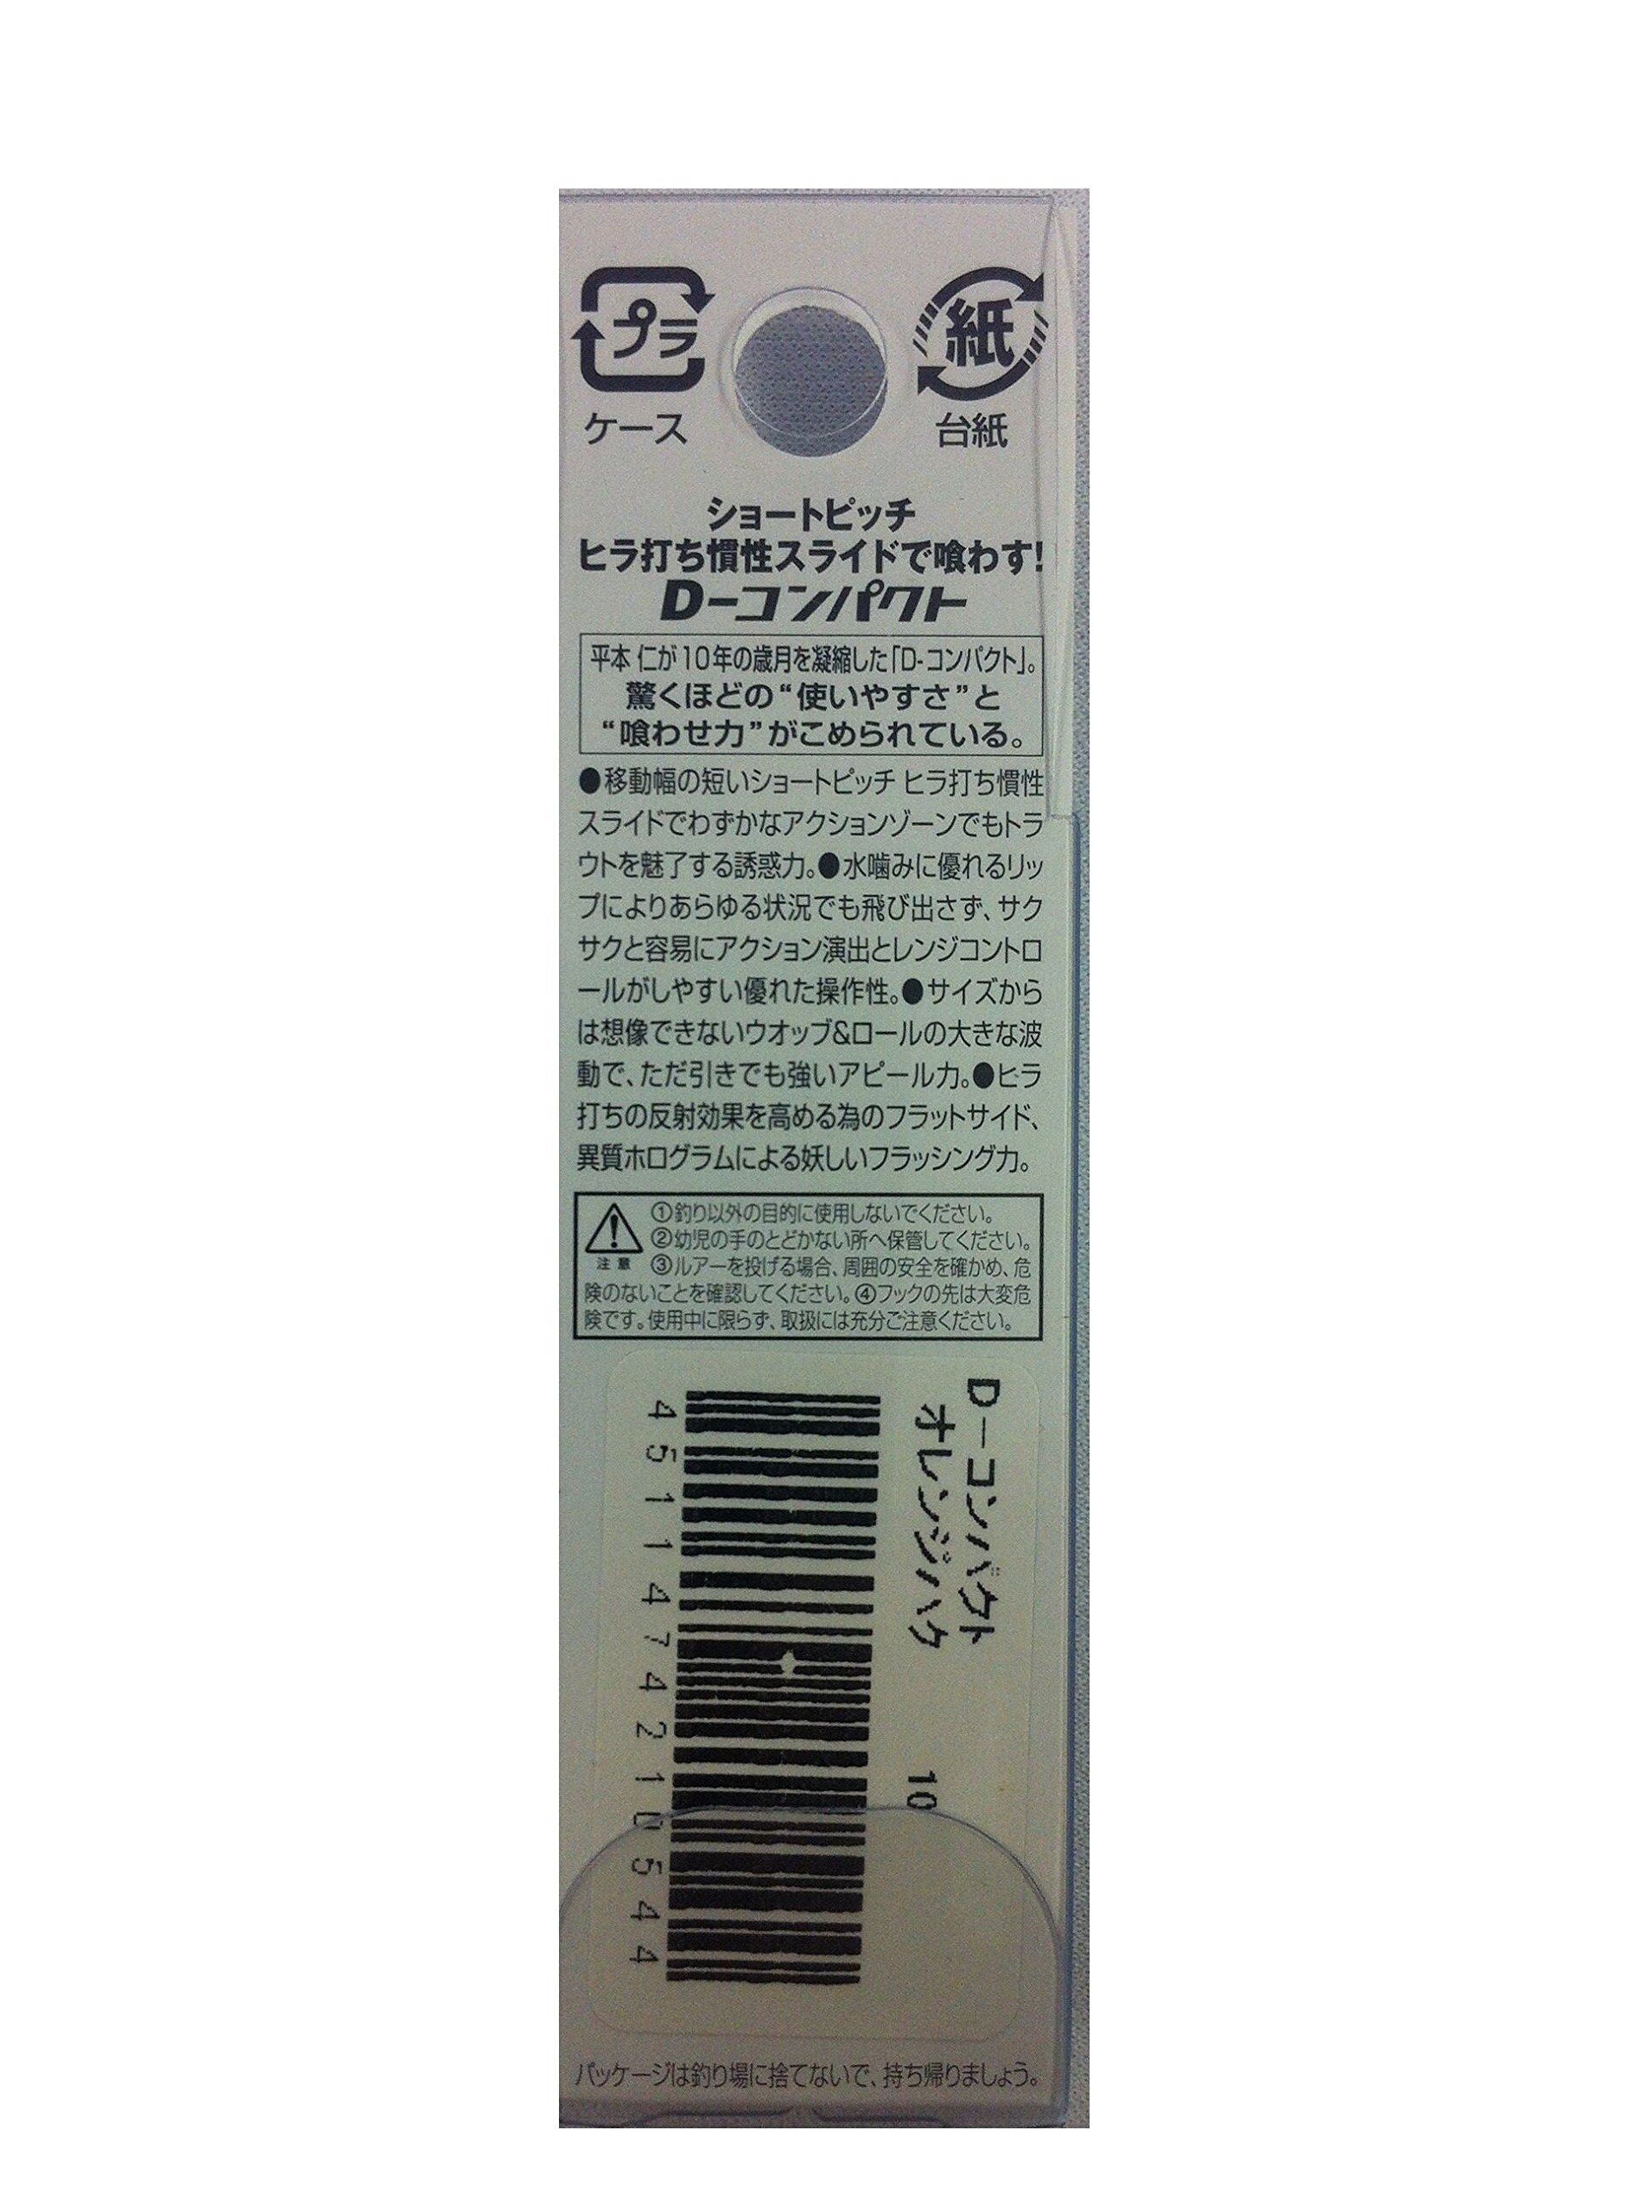 プラ
ケース
紙
台紙
ショートピッチ
ヒラ打ち慣性スライドで喰わす!
D-コンパクト
平本 仁が10年の歳月を凝縮した「D-コンパクト」。
驚くほどの“使いやすさ”と
“喰わせ力”がこめられている。
●移動幅の短いショートピッチ ヒラ打ち慣性
スライドでわずかなアクションゾーンでもトラ
ウトを魅了する誘惑力。●水噛みに優れるリッ
プによりあらゆる状況でも飛び出さず、サク
サクと容易にアクション演出とレンジコントロ
ールがしやすい優れた操作性。●サイズから
は想像できないウオッブ&ロールの大きな波
動で、ただ引きでも強いアピール力。●ヒラ
打ちの反射効果を高める為のフラットサイド、
異質ホログラムによる妖しいフラッシング力。
注意
①釣り以外の目的に使用しないでください。
②幼児の手のとどかない所へ保管してください。
③ルアーを投げる場合、周囲の安全を確かめ、危
険のないことを確認してください。④フックの先は大変危
険です。使用中に限らず、取扱には充分ご注意ください。
D-コンパクト
オレンジハク 10
4511474210544
パッケージは釣り場に捨てないで、持ち帰りましょう。